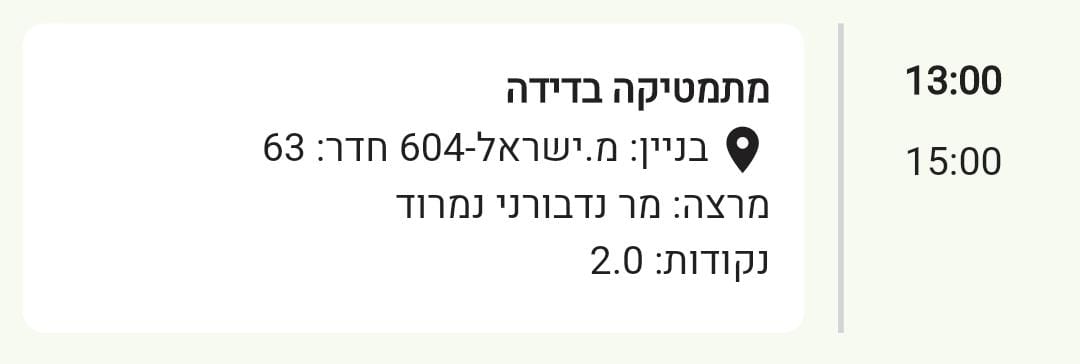 13:00
15:00
מתמטיקה בדידה
בניין: מ.ישראל-604 חדר: 63
מרצה: מר נדבורני נמרוד
נקודות: 2.0